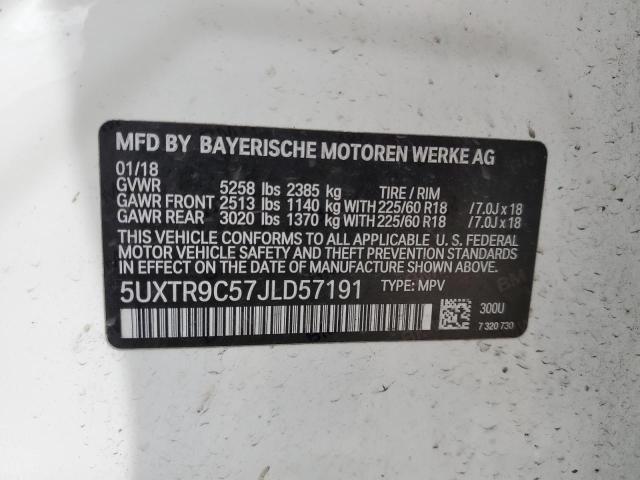 MFD BY BAYERISCHE MOTOREN WERKE AG
01/18
GVWR 5258 lbs 2385 kg TIRE / RIM
GAWR FRONT 2513 lbs 1140 kg WITH 225/60 R18 /7.0J x 18
GAWR REAR 3020 lbs 1370 kg WITH 225/60 R18 /7.0J x 18
THIS VEHICLE CONFORMS TO ALL APPLICABLE U. S. FEDERAL
MOTOR VEHICLE SAFETY AND THEFT PREVENTION STANDARDS
IN EFFECT ON THE DATE OF MANUFACTURE SHOWN ABOVE.
5UXTR9C57JLD57191 TYPE: MPV
300U
7 320 730